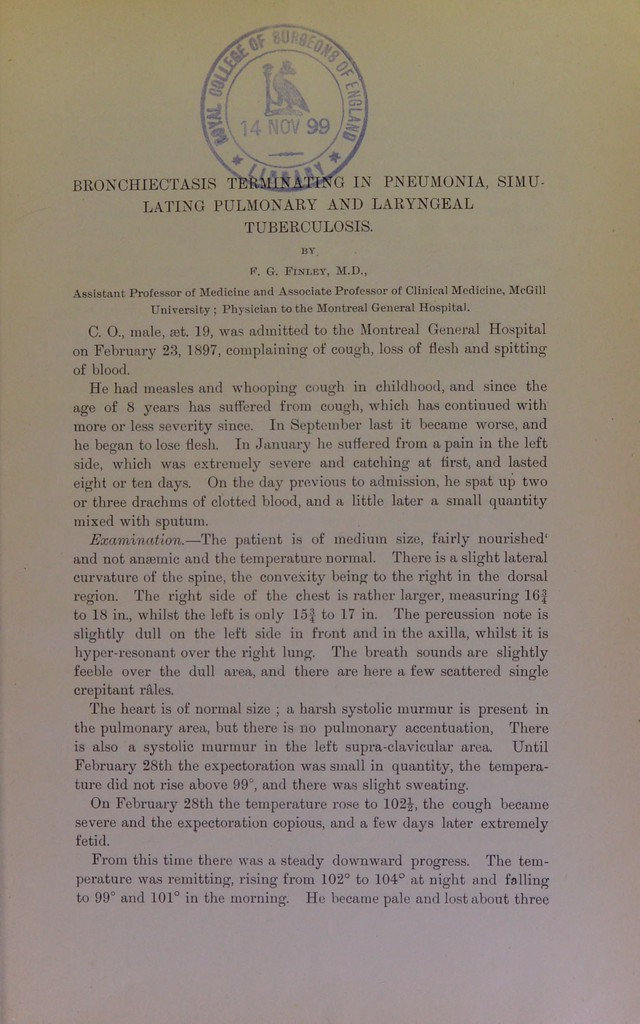 ROYAL COLLEGE OF SURGEONS OF ENGLAND
14 NOV 99
★ LIBRARY ★
BRONCHIECTASIS TERMINATING IN PNEUMONIA, SIMU-
LATING PULMONARY AND LARYNGEAL
TUBERCULOSIS.
BY
F. G. FINLEY, M.D.,
Assistant Professor of Medicine and Associate Professor of Clinical Medicine, McGill
University ; Physician to the Montreal General Hospital.
C. O., male, æt. 19, was admitted to the Montreal General Hospital
on February 23, 1897, complaining of cough, loss of flesh and spitting
of blood.
He had measles and whooping cough in childhood, and since the
age of 8 years has suffered from cough, which has continued with
more or less severity since. In September last it became worse, and
he began to lose flesh. In January he suffered from a pain in the left
side, which was extremely severe and catching at first, and lasted
eight or ten days. On the day previous to admission, he spat up two
or three drachms of clotted blood, and a little later a small quantity
mixed with sputum.
Examination.—The patient is of medium size, fairly nourished‘
and not anæmic and the temperature normal. There is a slight lateral
curvature of the spine, the convexity being to the right in the dorsal
region. The right side of the chest is rather larger, measuring 16¾
to 18 in., whilst the left is only 15¾ to 17 in. The percussion note is
slightly dull on the left side in front and in the axilla, whilst it is
hyper-resonant over the right lung. The breath sounds are slightly
feeble over the dull area, and there are here a few scattered single
crepitant râles.
The heart is of normal size ; a harsh systolic murmur is present in
the pulmonary area, but there is no pulmonary accentuation, There
is also a systolic murmur in the left supra-clavicular area. Until
February 28th the expectoration was small in quantity, the tempera-
ture did not rise above 99°, and there was slight sweating.
On February 28th the temperature rose to 102½, the cough became
severe and the expectoration copious, and a few days later extremely
fetid.
From this time there was a steady downward progress. The tem-
perature was remitting, rising from 102° to 104° at night and falling
to 99° and 101° in the morning. He became pale and lost about three